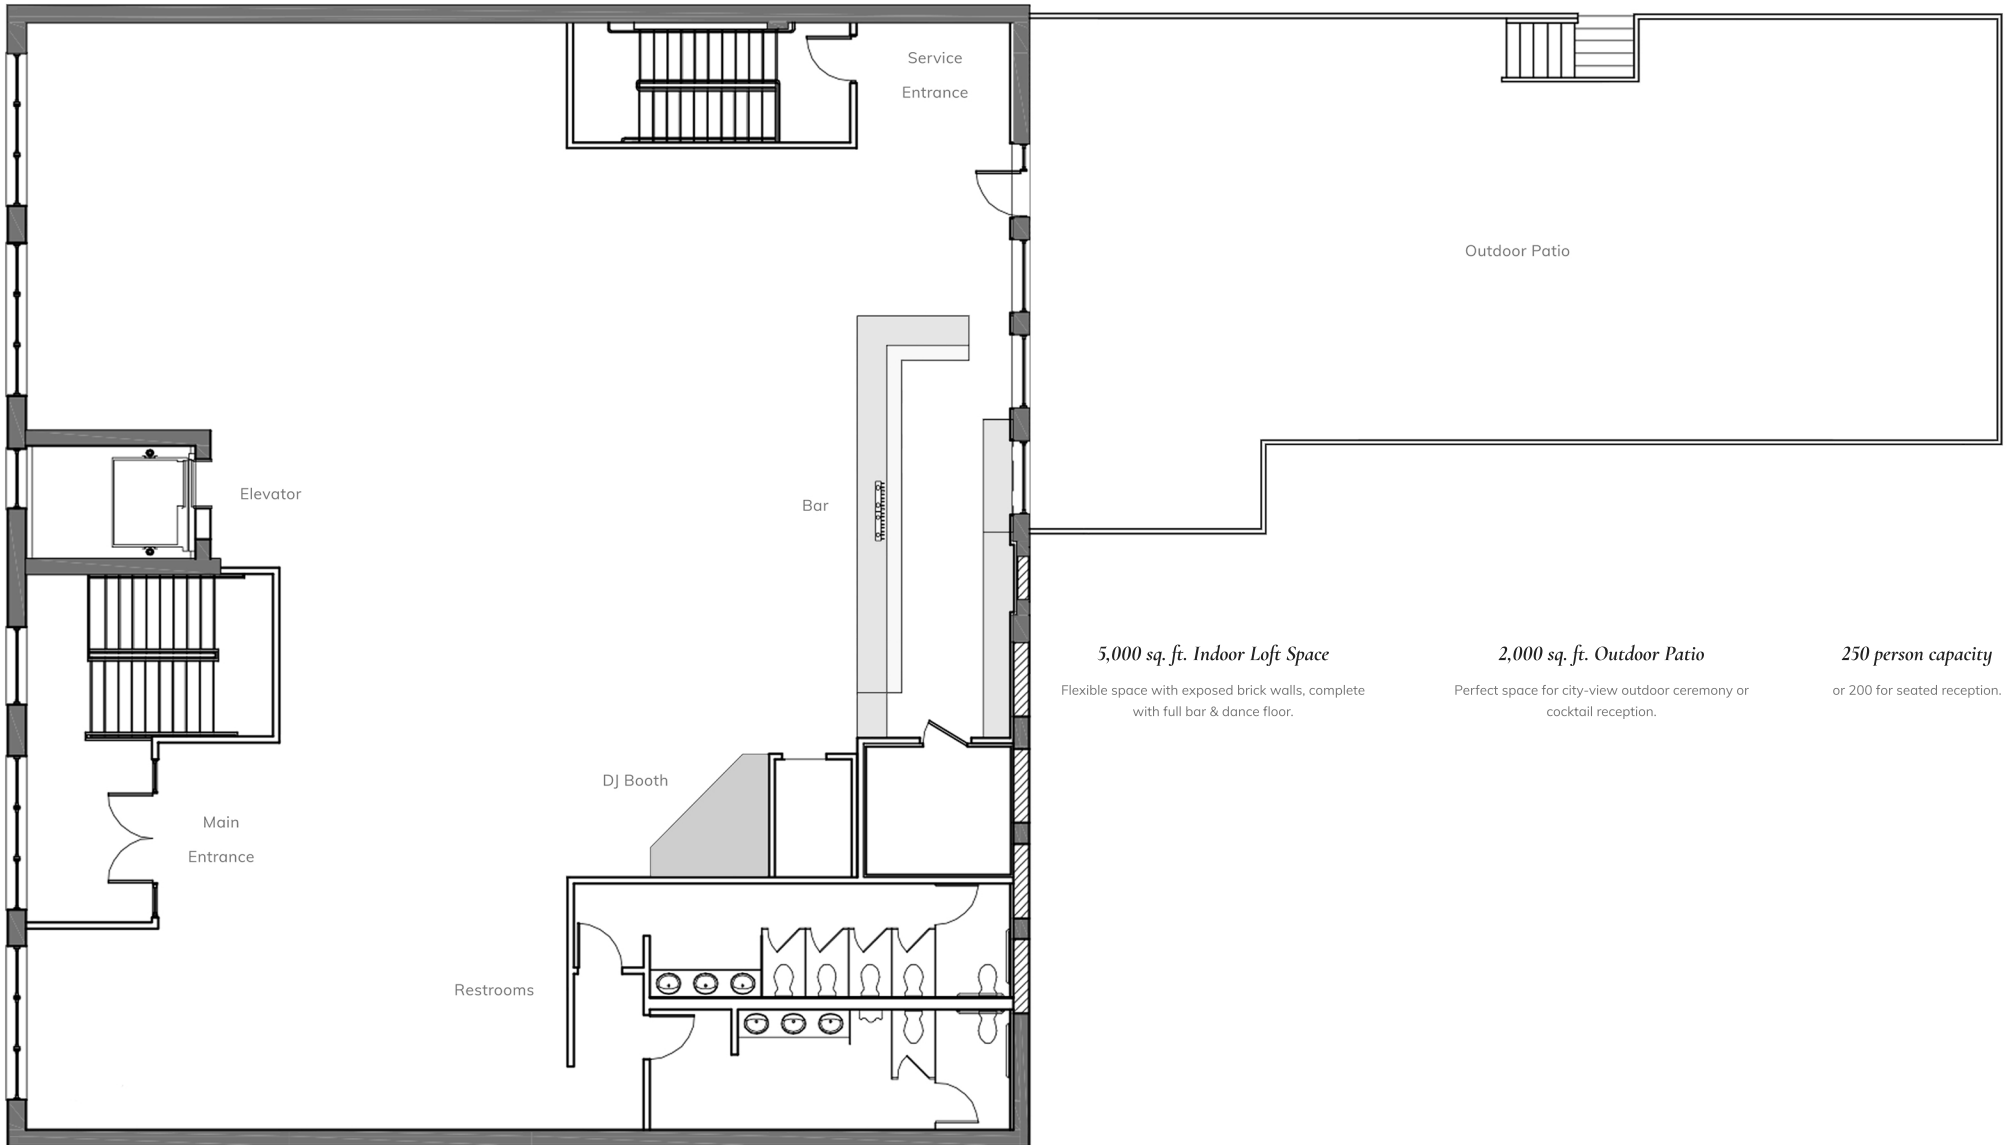 Service
Entrance
Outdoor Patio
Elevator
Bar
5,000 sq. ft. Indoor Loft Space
Flexible space with exposed brick walls, complete
with full bar & dance floor.
2,000 sq. ft. Outdoor Patio
Perfect space for city-view outdoor ceremony or
cocktail reception.
250 person capacity
or 200 for seated reception.
DJ Booth
Main
Entrance
Restrooms